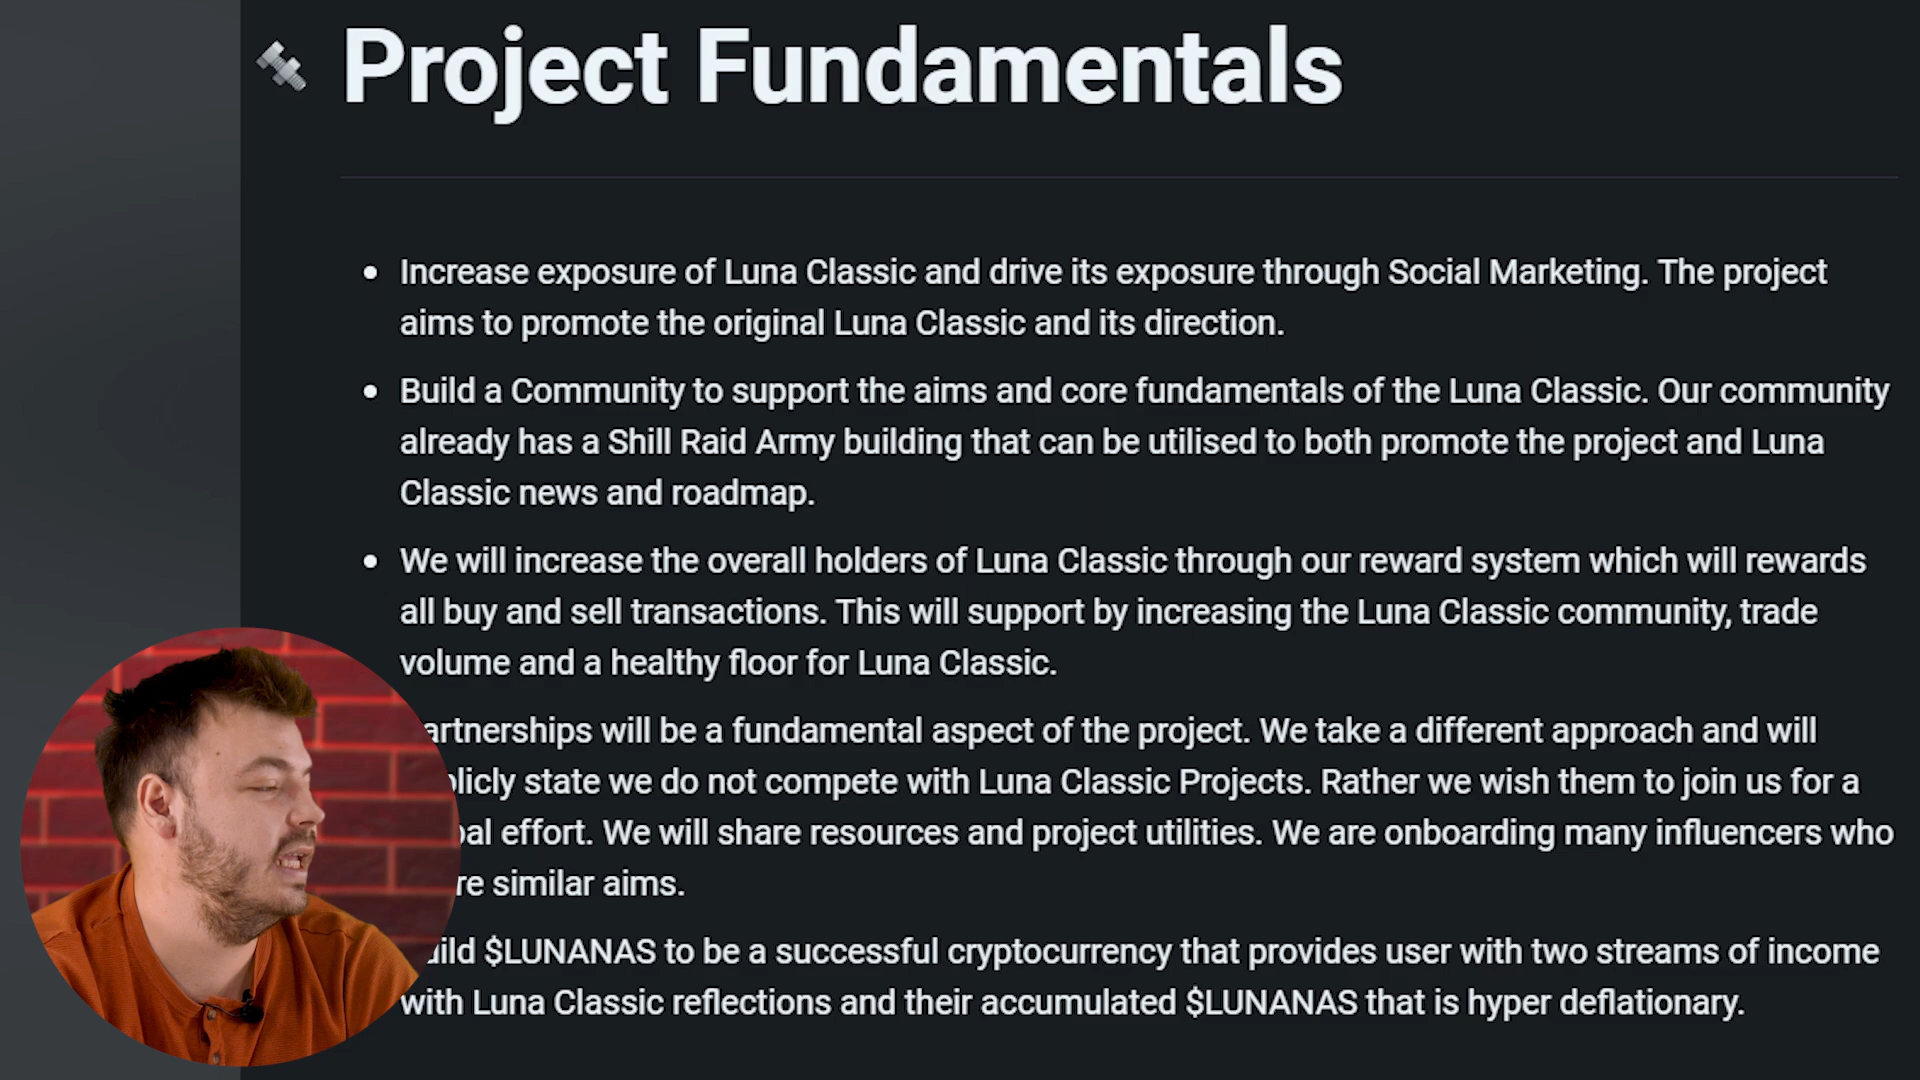 Project Fundamentals
Increase exposure of Luna Classic and drive its exposure through Social Marketing. The project
aims to promote the original Luna Classic and its direction.
Build a Community to support the aims and core fundamentals of the Luna Classic. Our community
already has a Shill Raid Army building that can be utilised to both promote the project and Luna
Classic news and roadmap.
We will increase the overall holders of Luna Classic through our reward system which will rewards
all buy and sell transactions. This will support by increasing the Luna Classic community, trade
volume and a healthy floor for Luna Classic.
artnerships will be a fundamental aspect of the project. We take a different approach and will
licly state we do not compete with Luna Classic Projects. Rather we wish them to join us for a
al effort. We will share resources and project utilities. We are onboarding many influencers who
re similar aims.
ild $LUNANAS to be a successful cryptocurrency that provides user with two streams of income
with Luna Classic reflections and their accumulated $LUNANAS that is hyper deflationary.